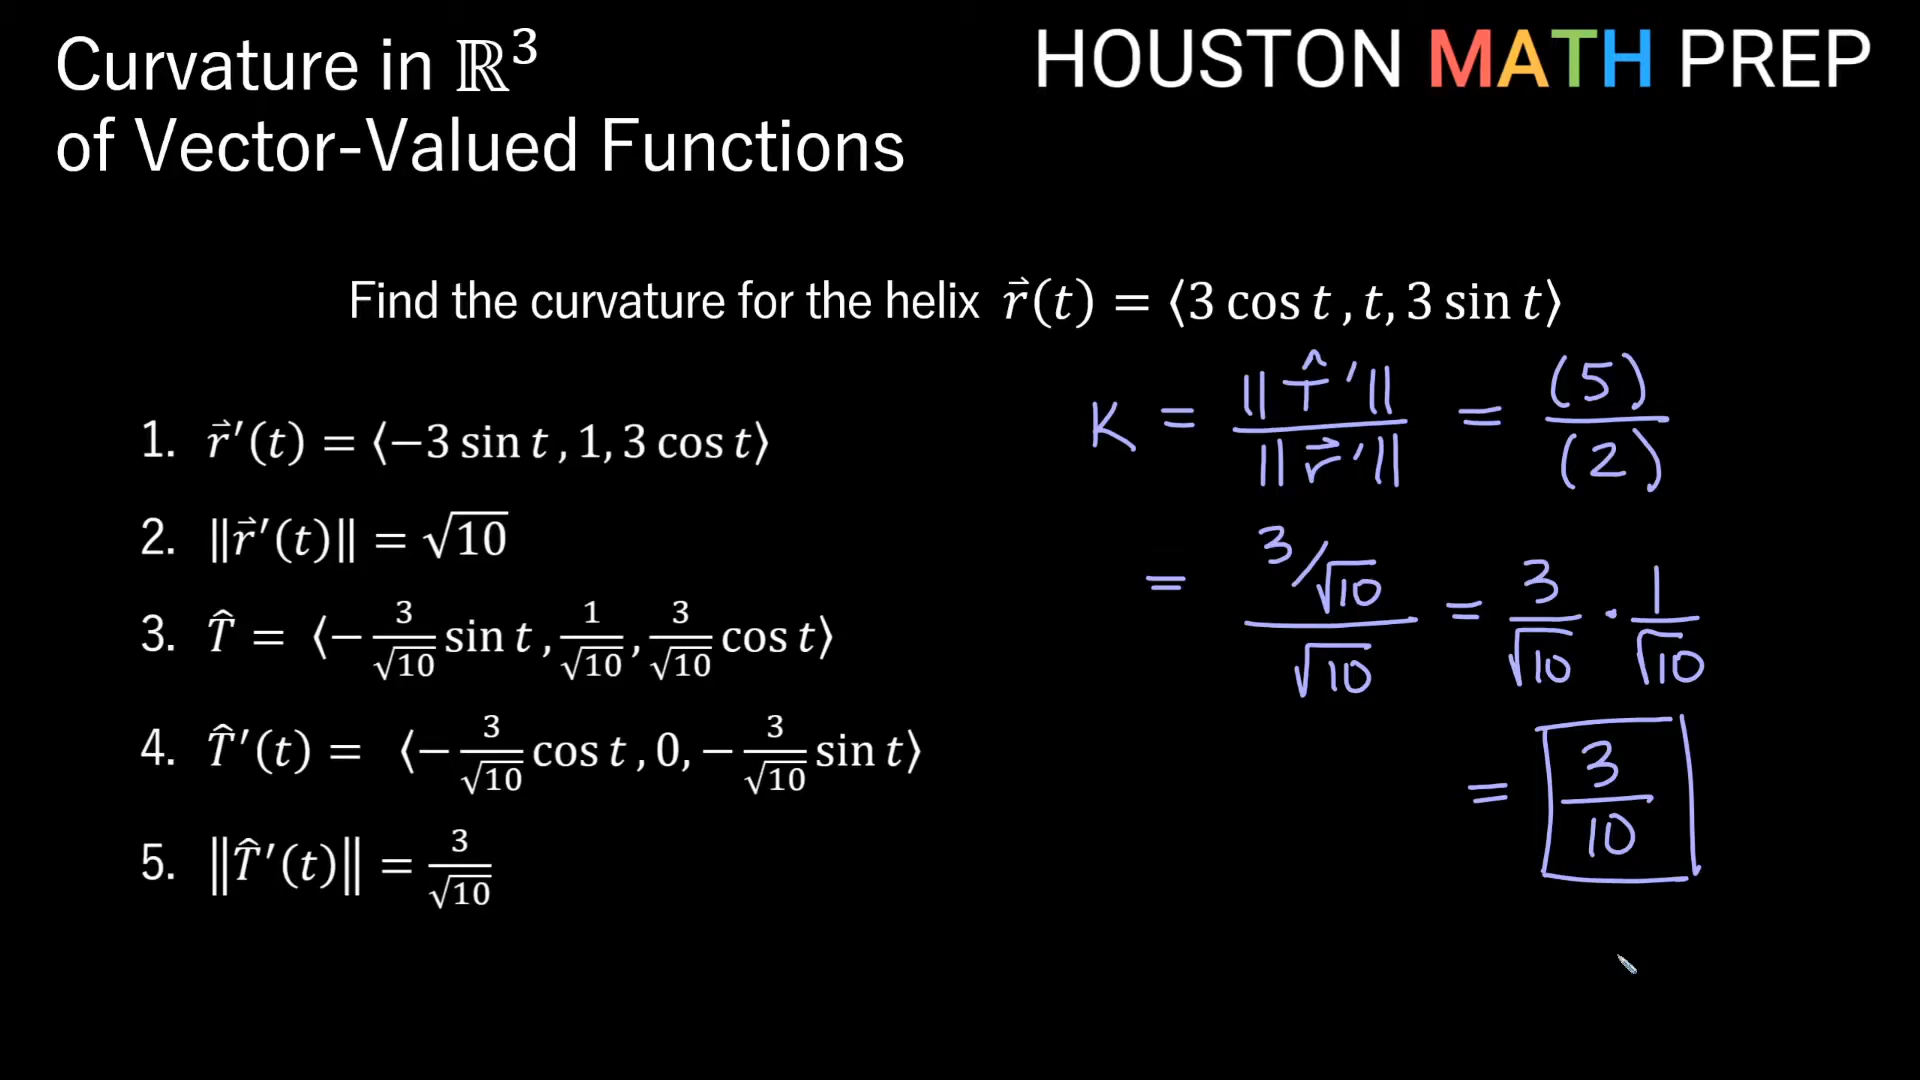 Curvature in ℝ³
of Vector-Valued Functions
HOUSTON MATH PREP
Find the curvature for the helix r⃗(t) = ⟨3 cos t , t, 3 sin t⟩
1. r⃗′(t) = ⟨−3 sin t , 1, 3 cos t⟩
2. ‖r⃗′(t)‖ = √10
3. T̂ = ⟨−3/√10 sin t , 1/√10 , 3/√10 cos t⟩
4. T̂′(t) = ⟨−3/√10 cos t , 0, −3/√10 sin t⟩
5. ‖T̂′(t)‖ = 3/√10
K = ||T̂′|| / ||r⃗′|| = (5) / (2)
= (3/√10) / √10 = 3/√10 · 1/√10
= 3/10